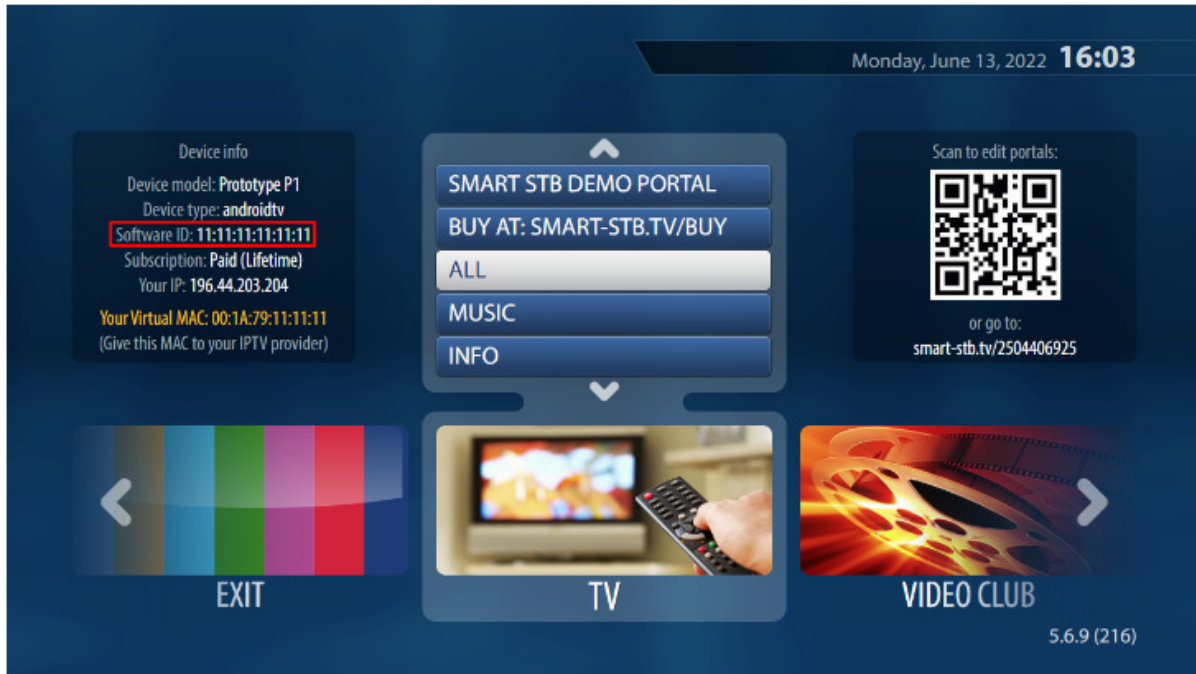 Monday, June 13, 2022 16:03
Device info
Device model: Prototype P1
Device type: androidtv
Software ID: 11:11:11:11:11:11
Subscription: Paid (Lifetime)
Your IP: 196.44.203.204
Your Virtual MAC: 00:1A:79:11:11:11
(Give this MAC to your IPTV provider)
SMART STB DEMO PORTAL
BUY AT: SMART-STB.TV/BUY
ALL
MUSIC
INFO
Scan to edit portals:
or go to:
smart-stb.tv/2504406925
EXIT
TV
VIDEO CLUB
5.6.9 (216)